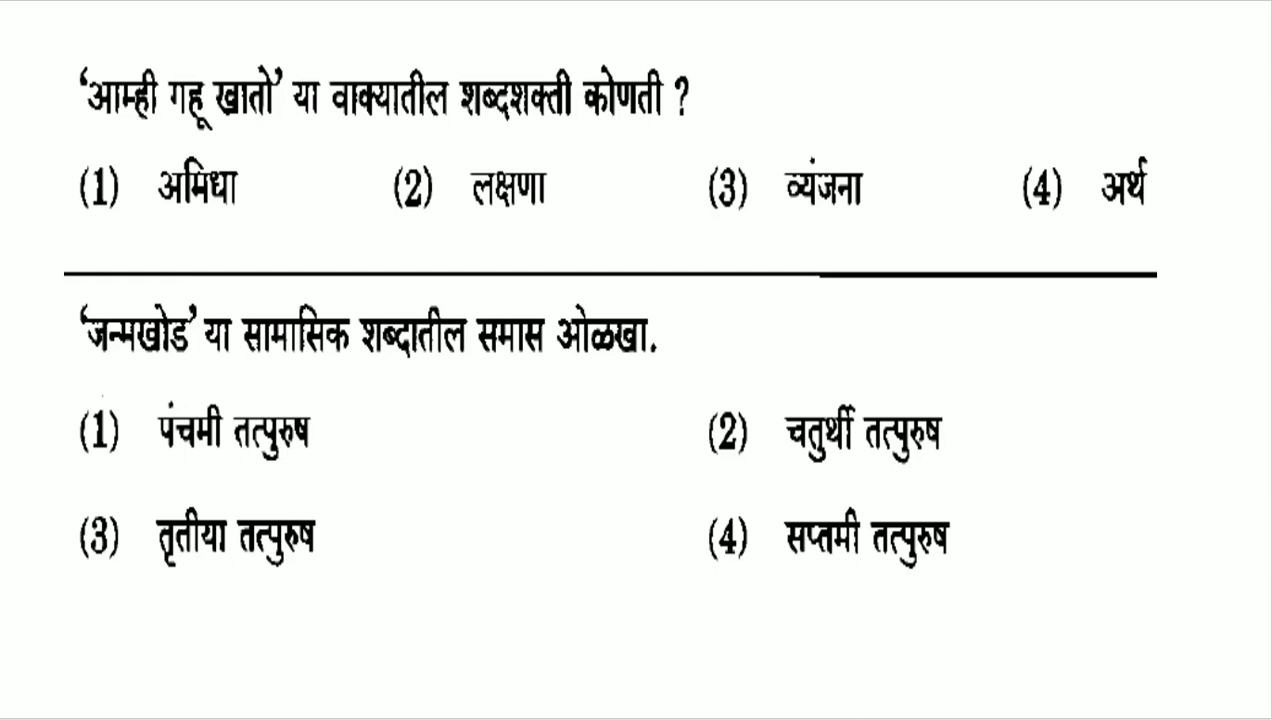 ‘आम्ही गहू खातो’ या वाक्यातील शब्दशक्ती कोणती ?
(1) अमिधा (2) लक्षणा (3) व्यंजना (4) अर्थ
‘जन्मखोड’ या सामासिक शब्दातील समास ओळखा.
(1) पंचमी तत्पुरुष (2) चतुर्थी तत्पुरुष
(3) तृतीया तत्पुरुष (4) सप्तमी तत्पुरुष